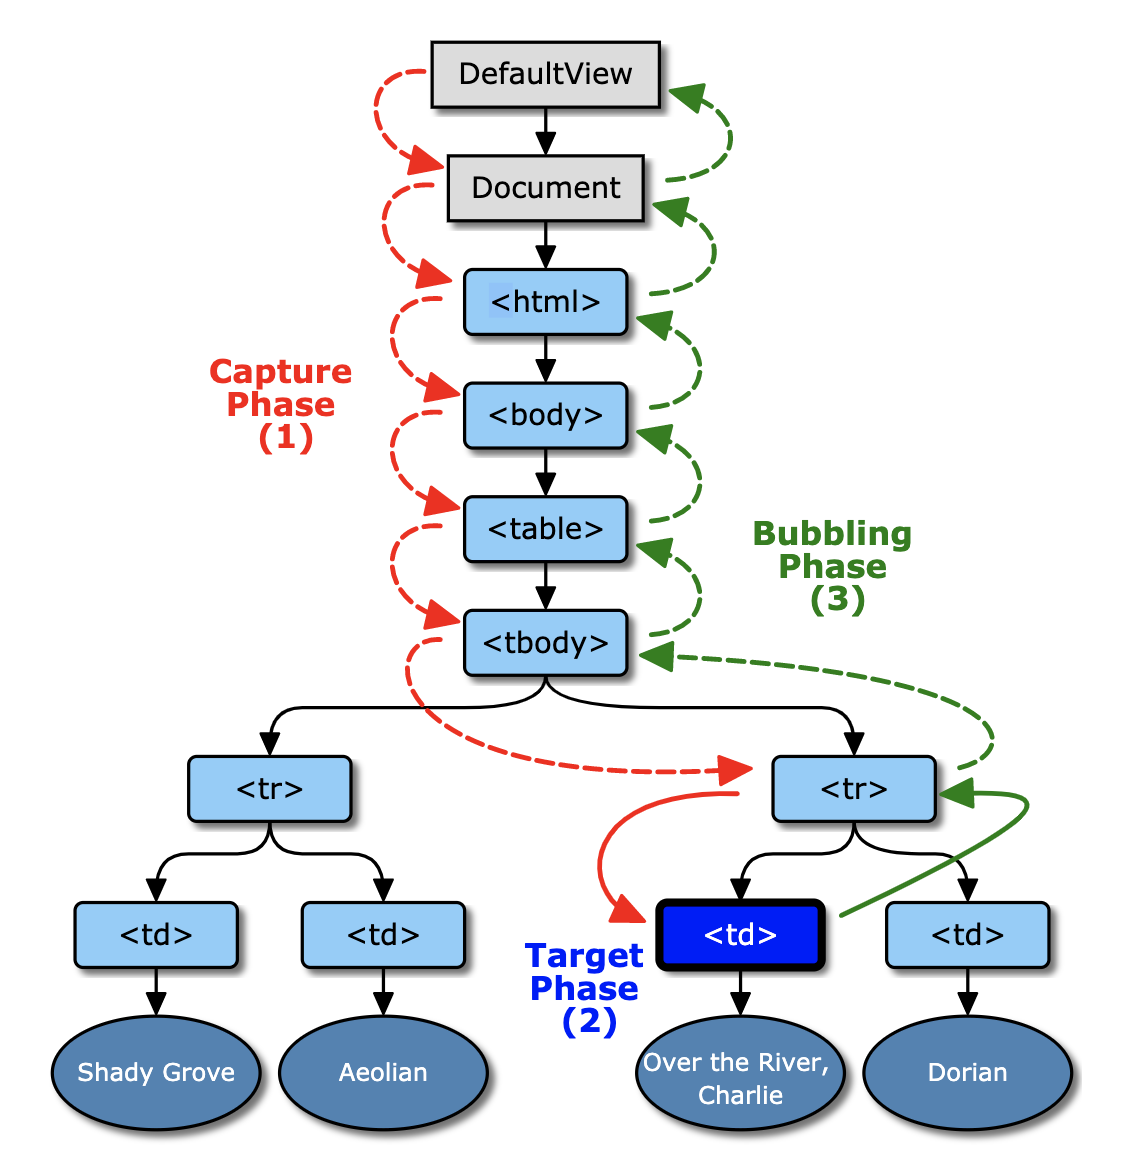 DefaultView
Document
<html>
Capture
Phase
(1)
<body>
<table>
Bubbling
Phase
(3)
<tbody>
<tr>
<tr>
<td>
<td>
<td>
<td>
Target
Phase
(2)
Shady Grove
Aeolian
Over the River,
Charlie
Dorian